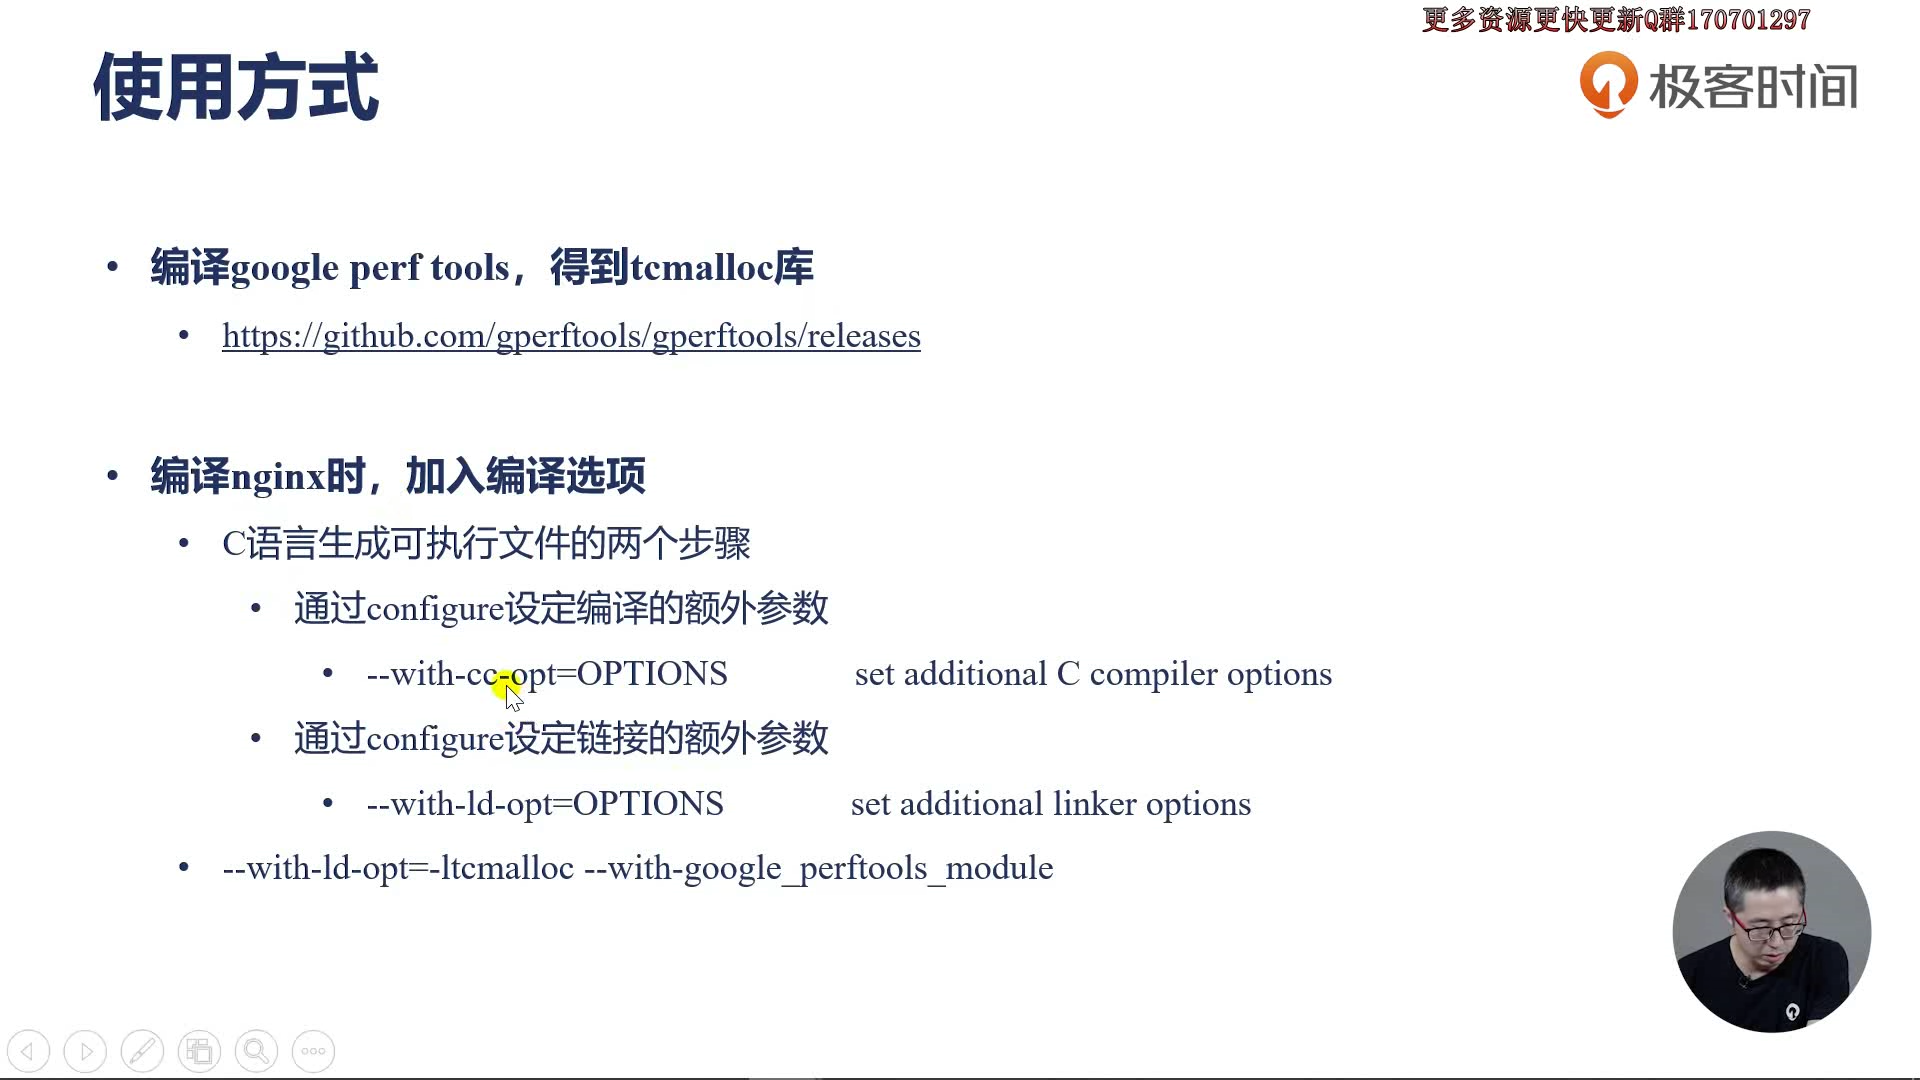 更多资源更快更新Q群170701297
使用方式
极客时间
• 编译google perf tools，得到tcmalloc库
• https://github.com/gperftools/gperftools/releases
• 编译nginx时，加入编译选项
• C语言生成可执行文件的两个步骤
• 通过configure设定编译的额外参数
• --with-cc-opt=OPTIONS set additional C compiler options
• 通过configure设定链接的额外参数
• --with-ld-opt=OPTIONS set additional linker options
• --with-ld-opt=-ltcmalloc --with-google_perftools_module